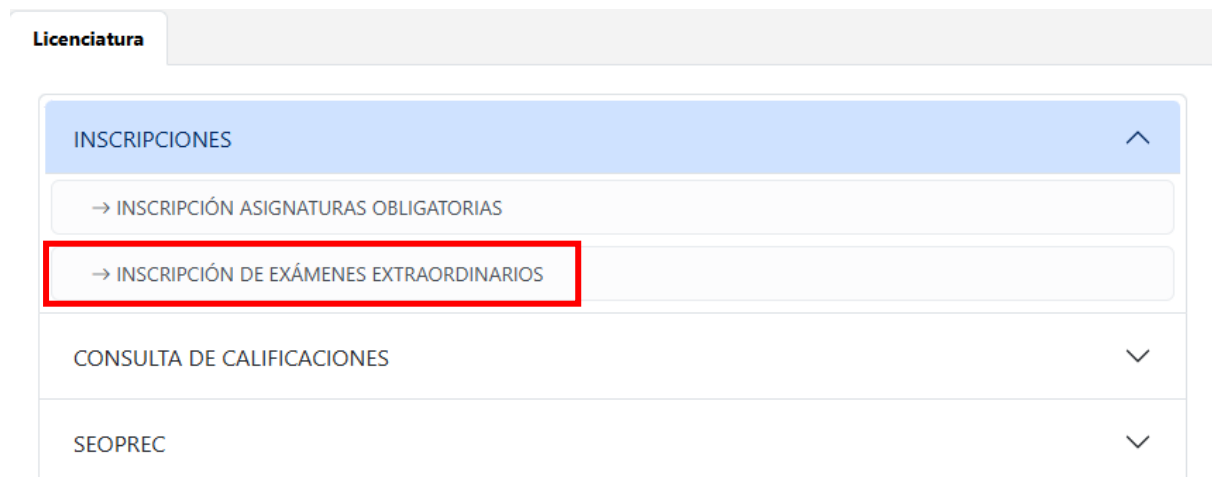 Licenciatura
INSCRIPCIONES
→ INSCRIPCIÓN ASIGNATURAS OBLIGATORIAS
→ INSCRIPCIÓN DE EXÁMENES EXTRAORDINARIOS
CONSULTA DE CALIFICACIONES
SEOPREC